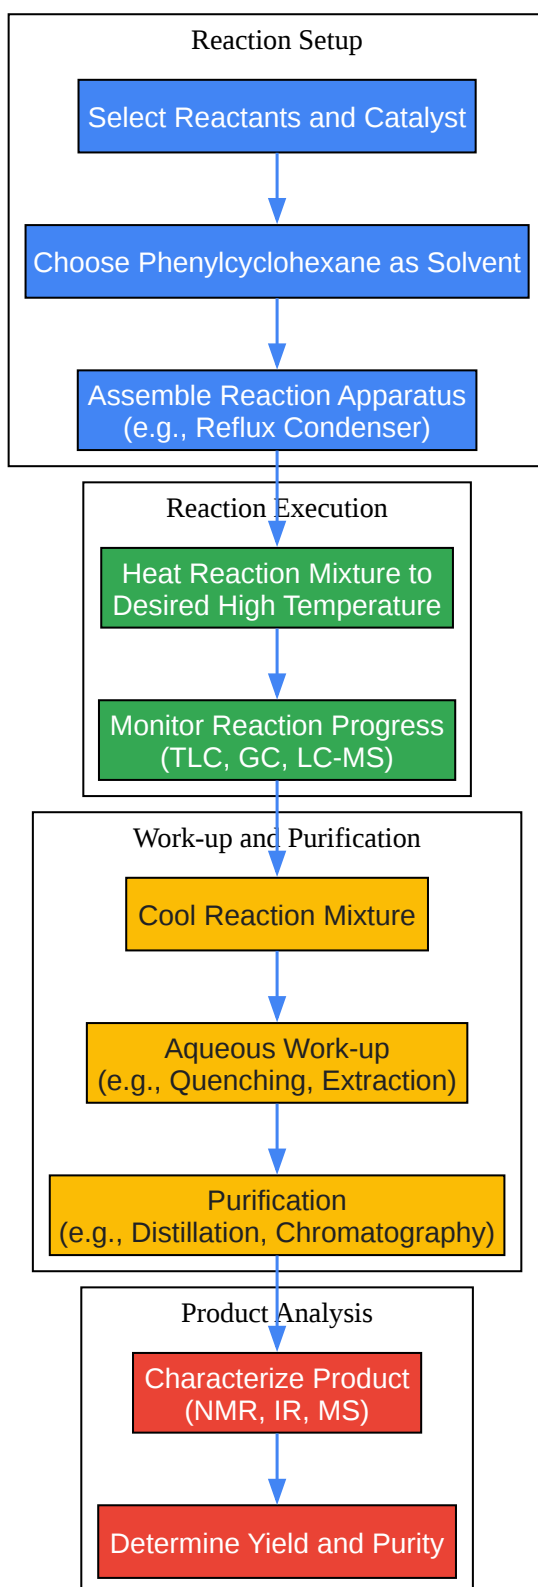 Reaction Setup
Select Reactants and Catalyst
Choose Phenylcyclohexane as Solvent
Assemble Reaction Apparatus
(e.g., Reflux Condenser)
Reaction Execution
Heat Reaction Mixture to
Desired High Temperature
Monitor Reaction Progress
(TLC, GC, LC-MS)
Work-up and Purification
Cool Reaction Mixture
Aqueous Work-up
(e.g., Quenching, Extraction)
Purification
(e.g., Distillation, Chromatography)
Product Analysis
Characterize Product
(NMR, IR, MS)
Determine Yield and Purity